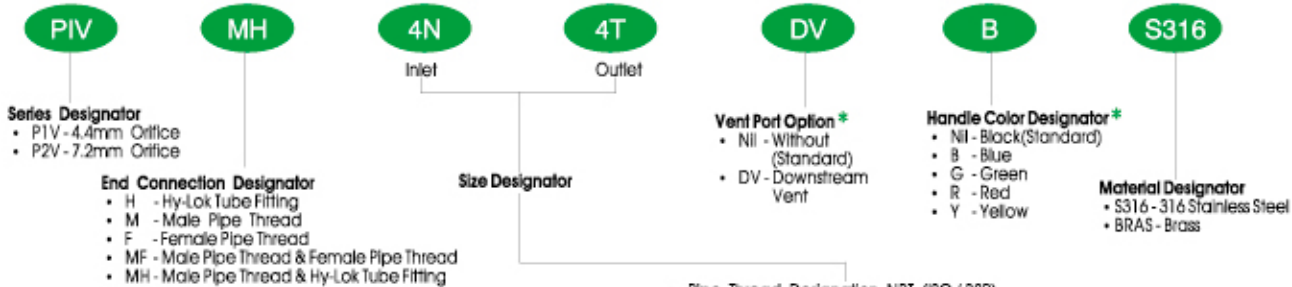 PIV MH 4N 4T DV B S316
Inlet Outlet
Series Designator
• P1V - 4.4mm Orifice
• P2V - 7.2mm Orifice
End Connection Designator
• H - Hy-Lok Tube Fitting
• M - Male Pipe Thread
• F - Female Pipe Thread
• MF - Male Pipe Thread & Female Pipe Thread
• MH - Male Pipe Thread & Hy-Lok Tube Fitting
Size Designator
Vent Port Option *
• Nil - Without
(Standard)
• DV - Downstream
Vent
Handle Color Designator *
• Nil - Black(Standard)
• B - Blue
• G - Green
• R - Red
• Y - Yellow
Material Designator
• S316 - 316 Stainless Steel
• BRAS - Brass